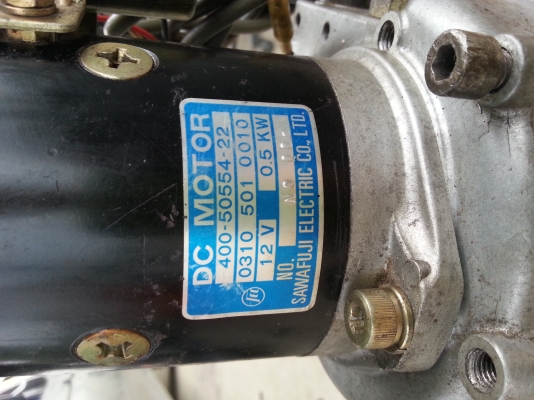 DC MOTOR
400-50554-22
0310 501 0010
12 V 0.5 KW
NO.
SAWAFUJI ELECTRIC CO., LTD.